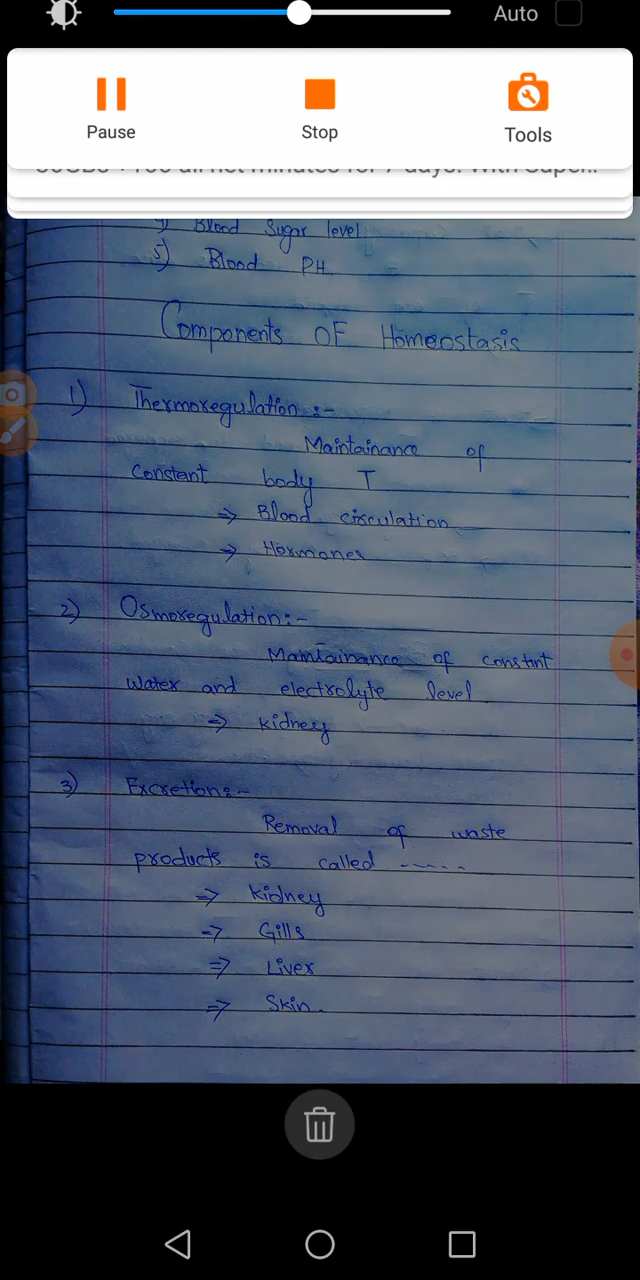 Auto
Pause Stop Tools
Blood Sugar level
5) Blood PH
Components OF Homeostasis
1) Thermoregulation :-
Maintainance of
constant body T
⇒ Blood circulation
⇒ Hormones
2) Osmoregulation:-
Maintainance of constant
water and electrolyte level
⇒ kidney
3) Excretion:-
Removal of waste
products is called -----
⇒ kidney
⇒ Gills
⇒ Liver
⇒ Skin.